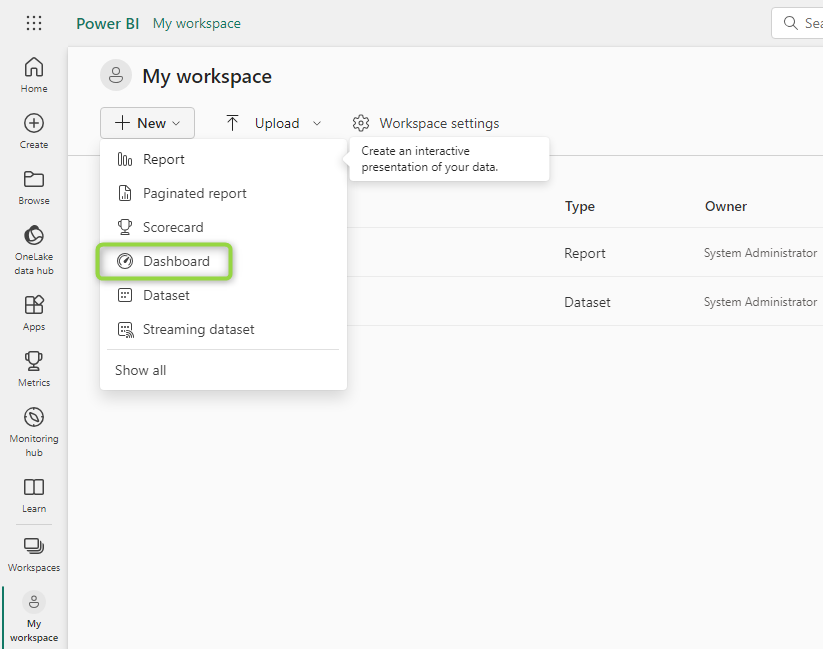 Power BI My workspace
Sea
Home
Create
Browse
OneLake
data hub
Apps
Metrics
Monitoring
hub
Learn
Workspaces
My
workspace
My workspace
New
Upload
Workspace settings
Report
Paginated report
Scorecard
Dashboard
Dataset
Streaming dataset
Show all
Create an interactive
presentation of your data.
Type Owner
Report System Administrator
Dataset System Administrator